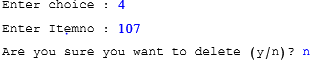 Enter choice : 4
Enter Itemno : 107
Are you sure you want to delete (y/n)? n